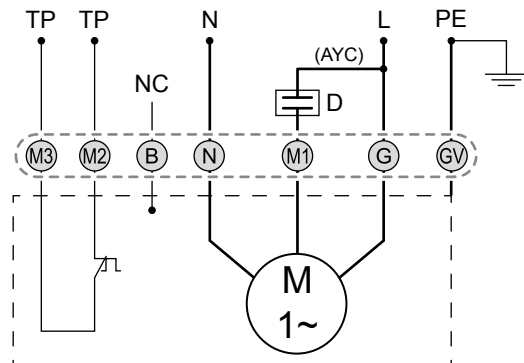 TP TP N L PE
(AYC)
NC D
M3 M2 B N M1 G GV
M
1~